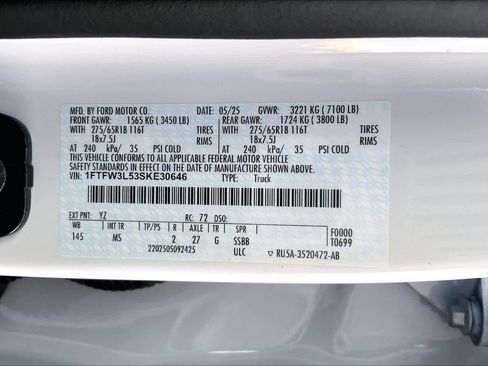 MFD. BY FORD MOTOR CO. 05/25 GVWR: 3221 KG ( 7100 LB)
FRONT GAWR: 1565 KG ( 3450 LB) REAR GAWR: 1724 KG ( 3800 LB)
275/65R18 116T TIRES 275/65R18 116T TIRES
18x7.5J RIMS 18x7.5J RIMS
AT 240 kPa/ 35 PSI COLD AT 240 kPa/ 35 PSI COLD
THIS VEHICLE CONFORMS TO ALL APPLICABLE FEDERAL MOTOR VEHICLE
SAFETY STANDARDS IN EFFECT ON THE DATE OF MANUFACTURE SHOWN ABOVE.
VIN: 1FTFW3L53SKE30646 TYPE: Truck
EXT PNT: YZ RC: 72 DSO:
WB INT TR TP/PS R AXLE TR SPR F0000
145 MS 2 27 G SSBB T0699
2202505092425 ULC ▽ RU5A-3520472-AB